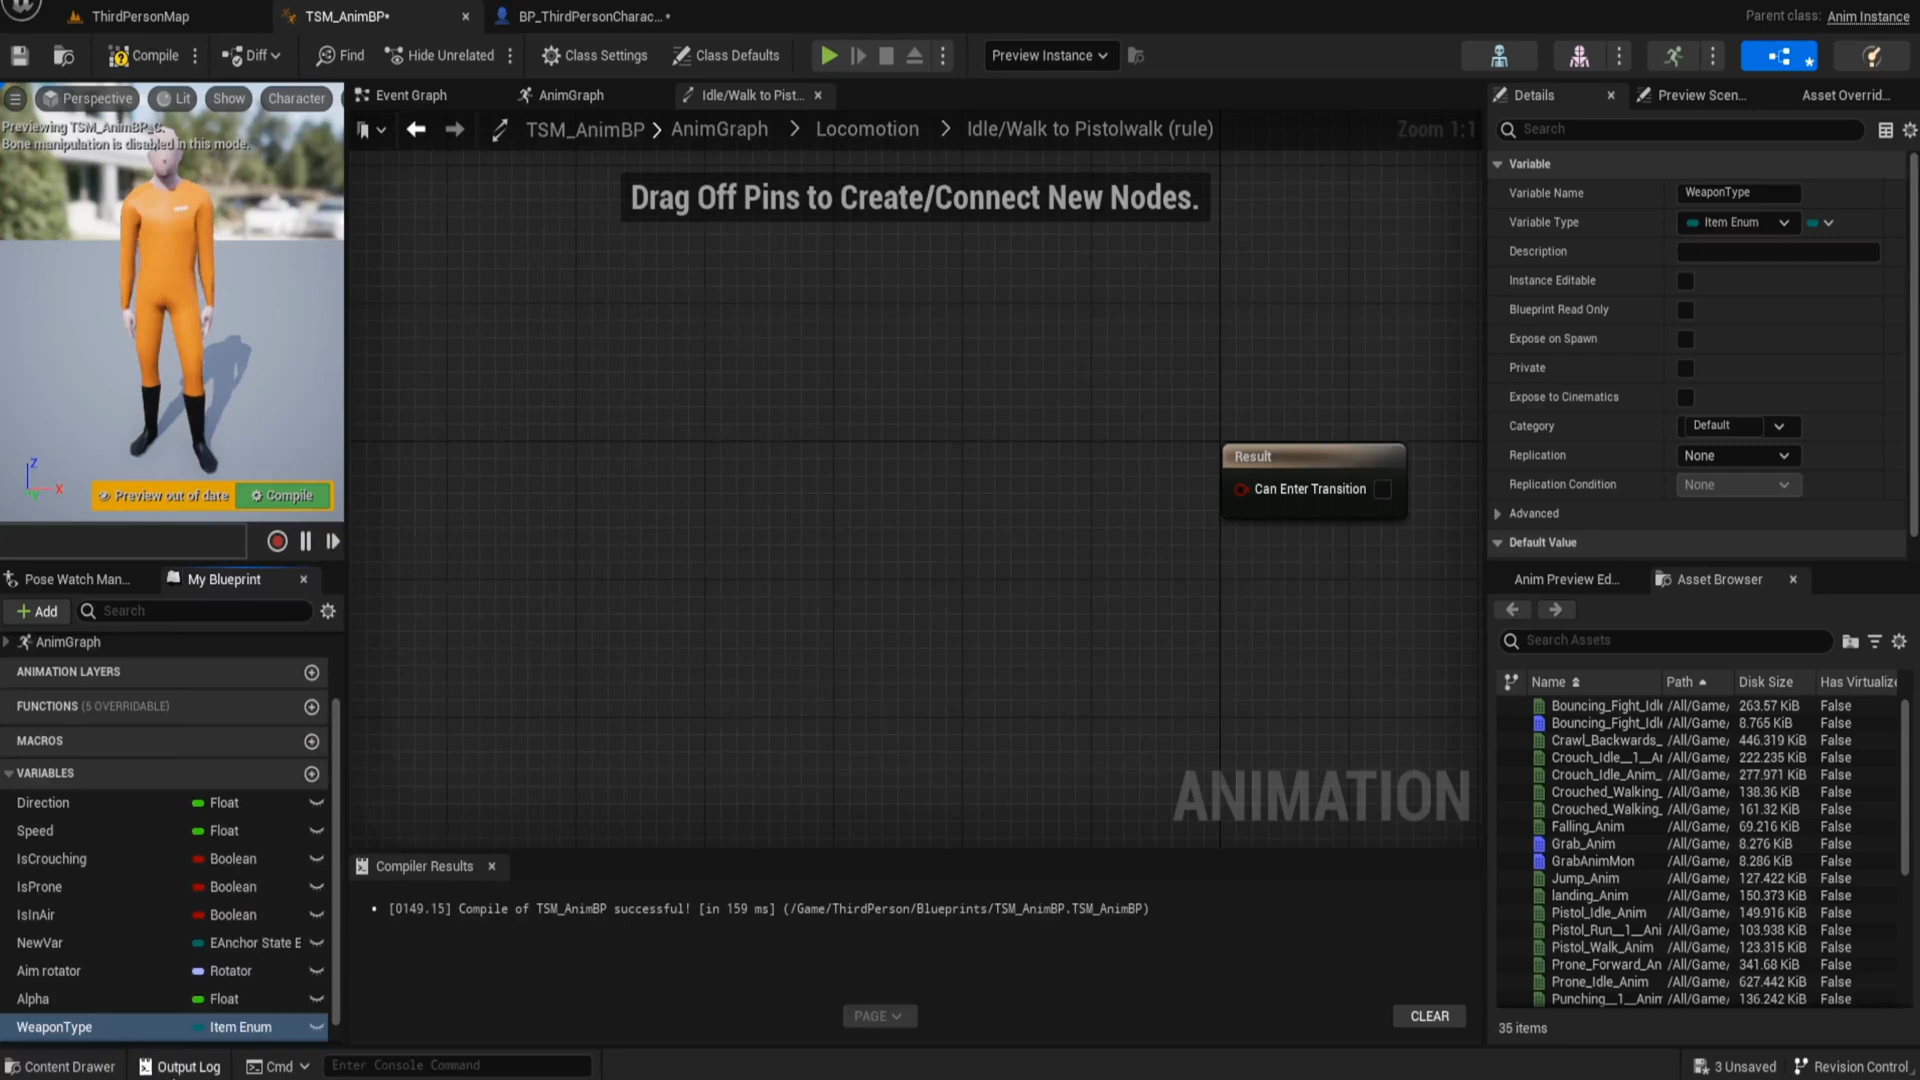 ThirdPersonMap
TSM_AnimBP*
BP_ThirdPersonCharac...*
Parent class: Anim Instance
Compile
Diff
Find
Hide Unrelated
Class Settings
Class Defaults
Preview Instance
Perspective
Lit
Show
Character
Previewing TSM_AnimBP_C.
Bone manipulation is disabled in this mode.
Z
X
Y
Preview out of date
Compile
Event Graph
AnimGraph
Idle/Walk to Pist...
TSM_AnimBP > AnimGraph > Locomotion > Idle/Walk to Pistolwalk (rule)
Zoom 1:1
Drag Off Pins to Create/Connect New Nodes.
Result
Can Enter Transition
ANIMATION
Pose Watch Man...
My Blueprint
+ Add
Search
AnimGraph
ANIMATION LAYERS
FUNCTIONS (5 OVERRIDABLE)
MACROS
VARIABLES
Direction Float
Speed Float
IsCrouching Boolean
IsProne Boolean
IsInAir Boolean
NewVar EAnchor State E
Aim rotator Rotator
Alpha Float
WeaponType Item Enum
Compiler Results
• [0149.15] Compile of TSM_AnimBP successful! [in 159 ms] (/Game/ThirdPerson/Blueprints/TSM_AnimBP.TSM_AnimBP)
PAGE
CLEAR
Details
Preview Scen...
Asset Overrid...
Search
Variable
Variable Name WeaponType
Variable Type Item Enum
Description
Instance Editable
Blueprint Read Only
Expose on Spawn
Private
Expose to Cinematics
Category Default
Replication None
Replication Condition None
Advanced
Default Value
Anim Preview Ed...
Asset Browser
Search Assets
Name Path Disk Size Has Virtualize
Bouncing_Fight_Idle /All/Game/ 263.57 KiB False
Bouncing_Fight_Idle /All/Game/ 8.765 KiB False
Crawl_Backwards_ /All/Game/ 446.319 KiB False
Crouch_Idle__1__Ar /All/Game/ 222.235 KiB False
Crouch_Idle_Anim_ /All/Game/ 277.971 KiB False
Crouched_Walking_ /All/Game/ 138.36 KiB False
Crouched_Walking_ /All/Game/ 161.32 KiB False
Falling_Anim /All/Game/ 69.216 KiB False
Grab_Anim /All/Game/ 8.276 KiB False
GrabAnimMon /All/Game/ 8.286 KiB False
Jump_Anim /All/Game/ 127.422 KiB False
landing_Anim /All/Game/ 150.373 KiB False
Pistol_Idle_Anim /All/Game/ 149.916 KiB False
Pistol_Run__1__Ani /All/Game/ 103.938 KiB False
Pistol_Walk_Anim /All/Game/ 123.315 KiB False
Prone_Forward_An /All/Game/ 341.68 KiB False
Prone_Idle_Anim /All/Game/ 627.442 KiB False
Punching__1__Anim /All/Game/ 136.242 KiB False
35 items
Content Drawer
Output Log
Cmd
Enter Console Command
3 Unsaved
Revision Control